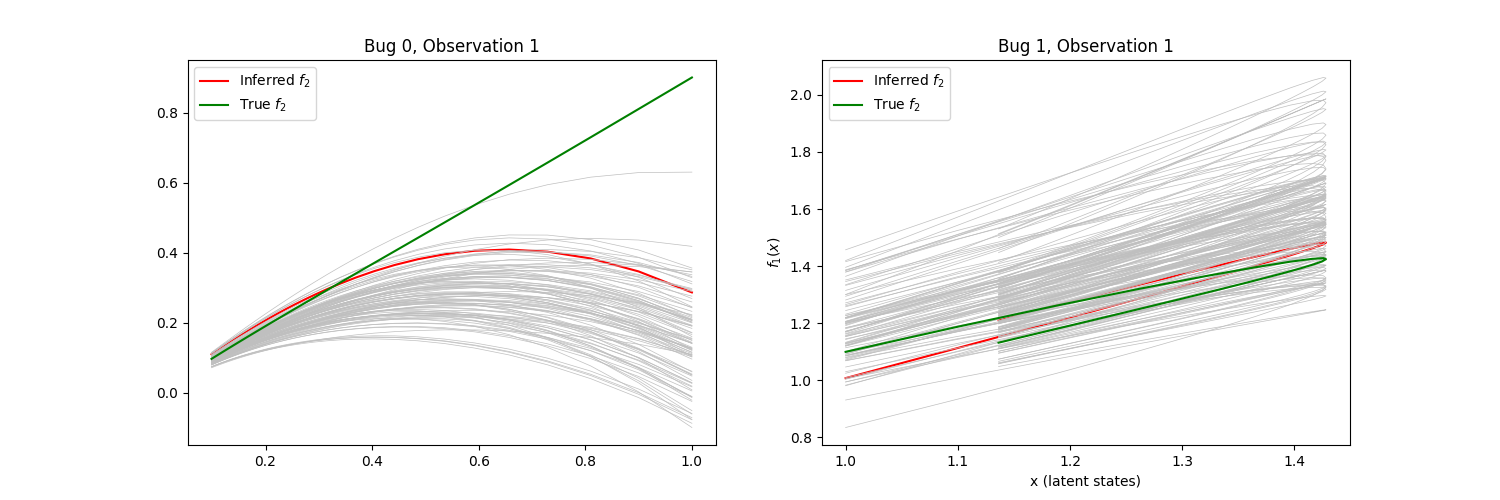 Bug 0, Observation 1
Inferred f₂
True f₂
0.8
0.6
0.4
0.2
0.0
0.2
0.4
0.6
0.8
1.0
Bug 1, Observation 1
Inferred f₂
True f₂
2.0
1.8
1.6
1.4
1.2
1.0
0.8
f₁(x)
1.0
1.1
1.2
1.3
1.4
x (latent states)